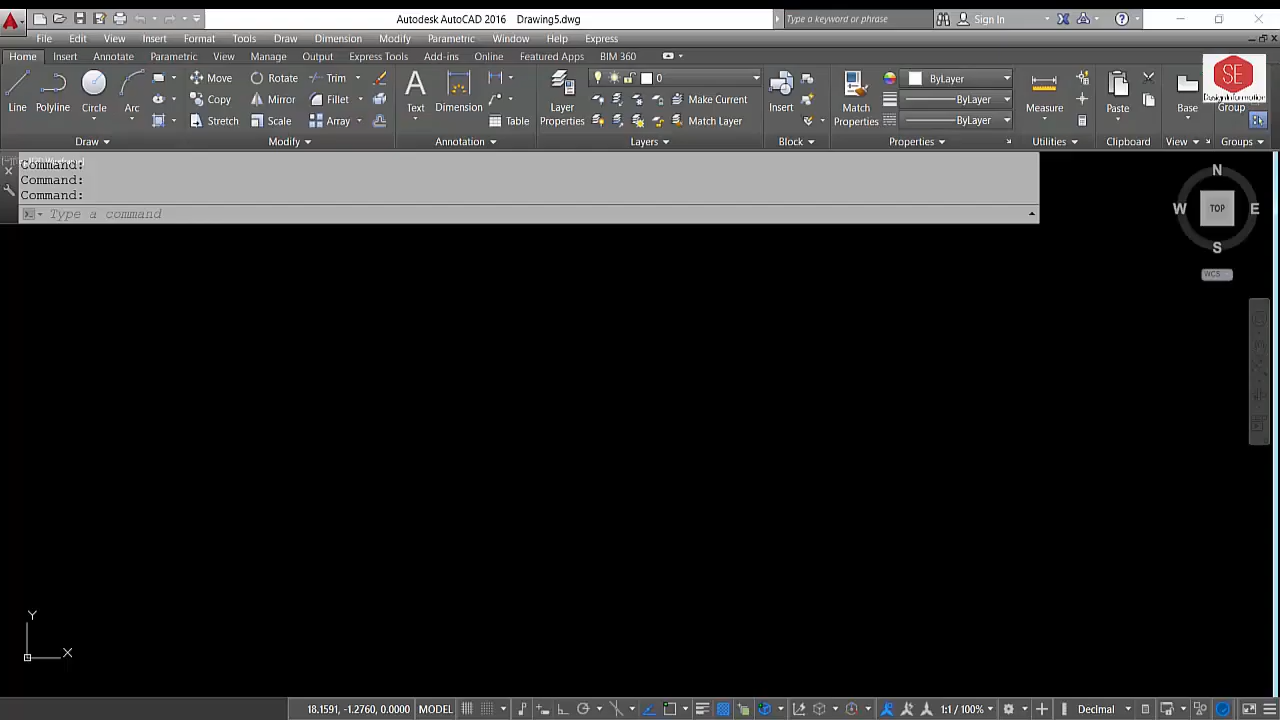 Autodesk AutoCAD 2016 Drawing5.dwg
Type a keyword or phrase
Sign In
File Edit View Insert Format Tools Draw Dimension Modify Parametric Window Help Express
Home Insert Annotate Parametric View Manage Output Add-ins Online Express Tools Featured Apps BIM 360
Line Polyline Circle Arc
Move Rotate Trim
Copy Mirror Fillet
Stretch Scale Array
Text Dimension
Table
Layer Properties
0
Make Current
Match Layer
Insert
Match Properties
ByLayer
ByLayer
ByLayer
Measure
Paste
Base
Group
SE
Design Information
Draw Modify Annotation Layers Block Properties Utilities Clipboard View Groups
Command:
Command:
Command:
Type a command
N
W TOP E
S
WCS
Y
X
18.1591, -1.2760, 0.0000 MODEL 1:1 / 100% Decimal